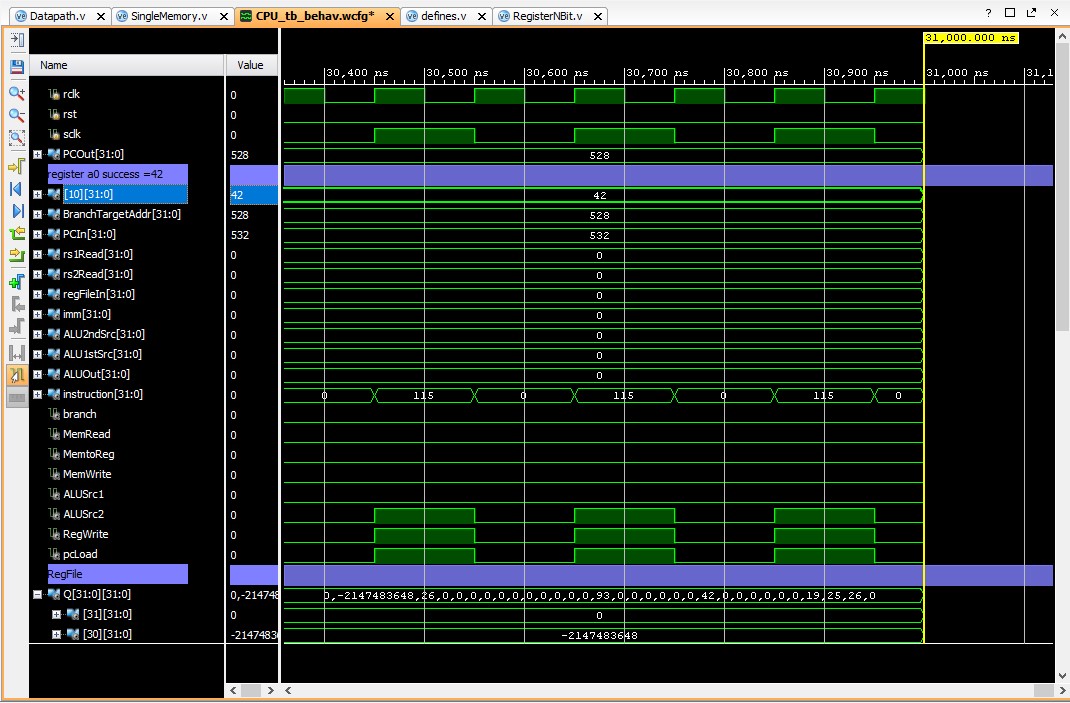 Datapath.v × SingleMemory.v × CPU_tb_behav.wcfg* × defines.v × RegisterNBit.v × ?
31,000.000 ns
Name Value
30,400 ns 30,500 ns 30,600 ns 30,700 ns 30,800 ns 30,900 ns 31,000 ns 31,1
rclk 0
rst 0
sclk 0
PCOut[31:0] 528 528
register a0 success =42
[10][31:0] 42 42
BranchTargetAddr[31:0] 528 528
PCIn[31:0] 532 532
rs1Read[31:0] 0 0
rs2Read[31:0] 0 0
regFileIn[31:0] 0 0
imm[31:0] 0 0
ALU2ndSrc[31:0] 0 0
ALU1stSrc[31:0] 0 0
ALUOut[31:0] 0 0
instruction[31:0] 0 0 115 0 115 0 115 0
branch 0
MemRead 0
MemtoReg 0
MemWrite 0
ALUSrc1 0
ALUSrc2 0
RegWrite 0
pcLoad 0
RegFile
Q[31:0][31:0] 0,-21474836 0,-2147483648,26,0,0,0,0,0,0,0,0,0,0,93,0,0,0,0,0,0,42,0,0,0,0,0,0,19,25,26,0
[31][31:0] 0 0
[30][31:0] -21474836 -2147483648